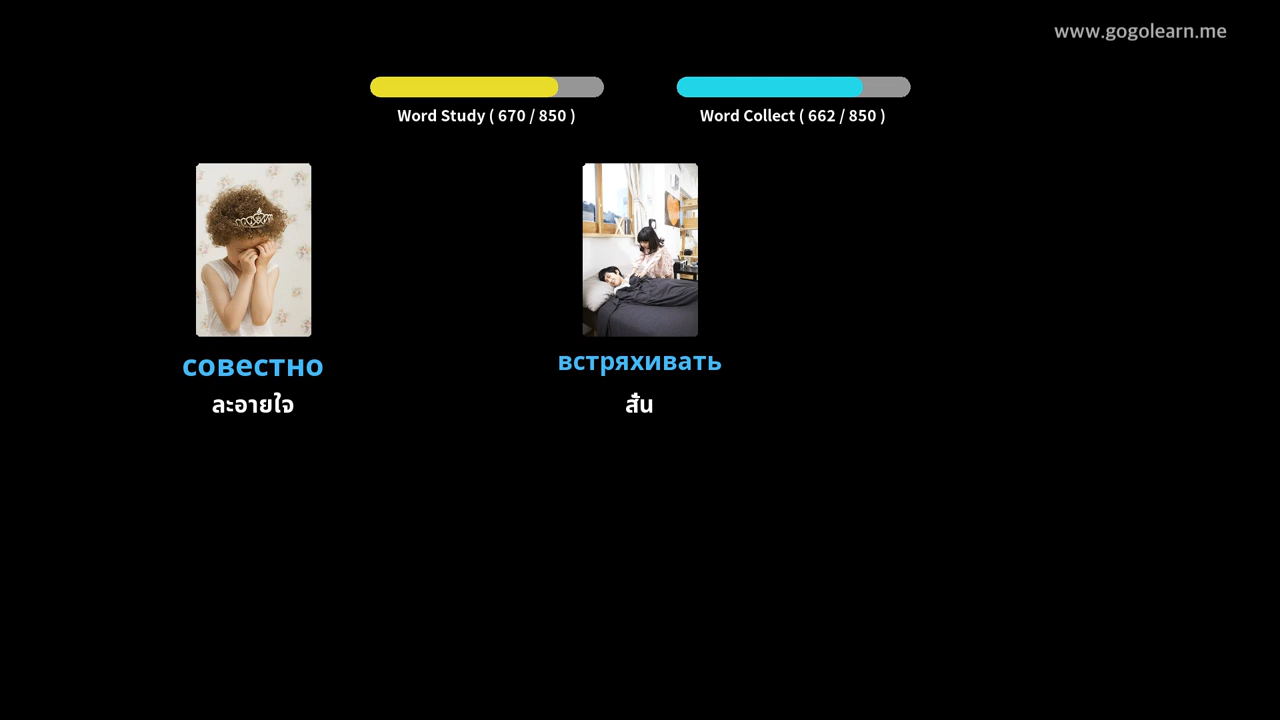 www.gogolearn.me
Word Study ( 670 / 850 )
Word Collect ( 662 / 850 )
совестно
встряхивать
ละอายใจ
สั่น